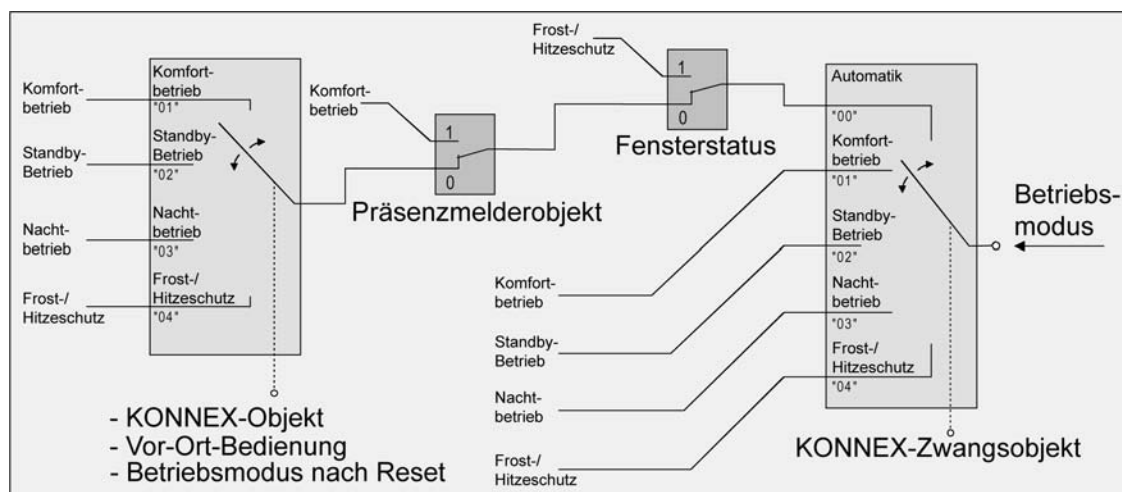 Komfort-
betrieb
Standby-
Betrieb
Nacht-
betrieb
Frost-/
Hitzeschutz
Komfort-
betrieb
"01"
Standby-
Betrieb
"02"
Nacht-
betrieb
"03"
Frost-/
Hitzeschutz
"04"
- KONNEX-Objekt
- Vor-Ort-Bedienung
- Betriebsmodus nach Reset
Komfort-
betrieb
1
0
Präsenzmelderobjekt
Frost-/
Hitzeschutz
1
0
Fensterstatus
Komfort-
betrieb
Standby-
Betrieb
Nacht-
betrieb
Frost-/
Hitzeschutz
Automatik
"00"
Komfort-
betrieb
"01"
Standby-
Betrieb
"02"
Nacht-
betrieb
"03"
Frost-/
Hitzeschutz
"04"
KONNEX-Zwangsobjekt
Betriebs-
modus